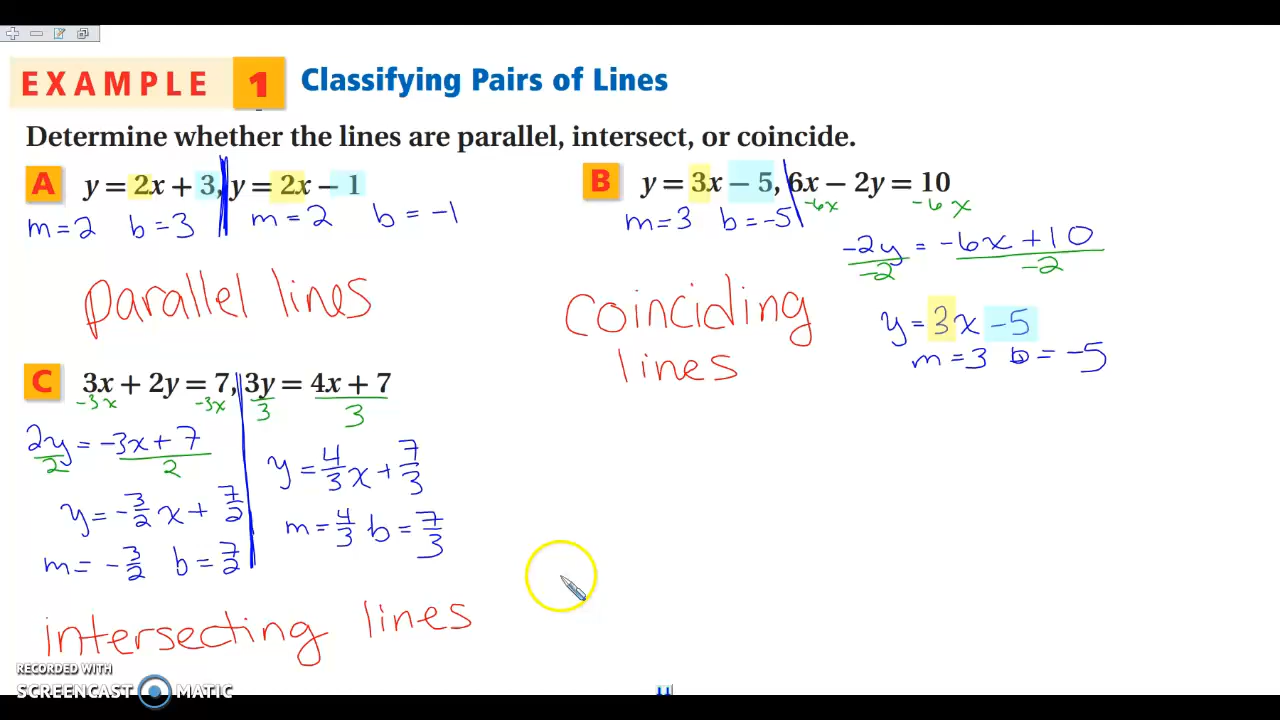 EXAMPLE 1 Classifying Pairs of Lines
Determine whether the lines are parallel, intersect, or coincide.
A y = 2x + 3, y = 2x − 1
m = 2 b = 3 m = 2 b = −1
parallel lines
B y = 3x − 5, 6x − 2y = 10
−6x −6x
m = 3 b = −5
−2y = −6x + 10
−2 −2
y = 3x −5
m = 3 b = −5
coinciding
lines
C 3x + 2y = 7, 3y = 4x + 7
−3x −3x 3 3
2y = −3x + 7
2 2
y = −3/2 x + 7/2
m = −3/2 b = 7/2
y = 4/3 x + 7/3
m = 4/3 b = 7/3
intersecting lines
RECORDED WITH
SCREENCAST MATIC